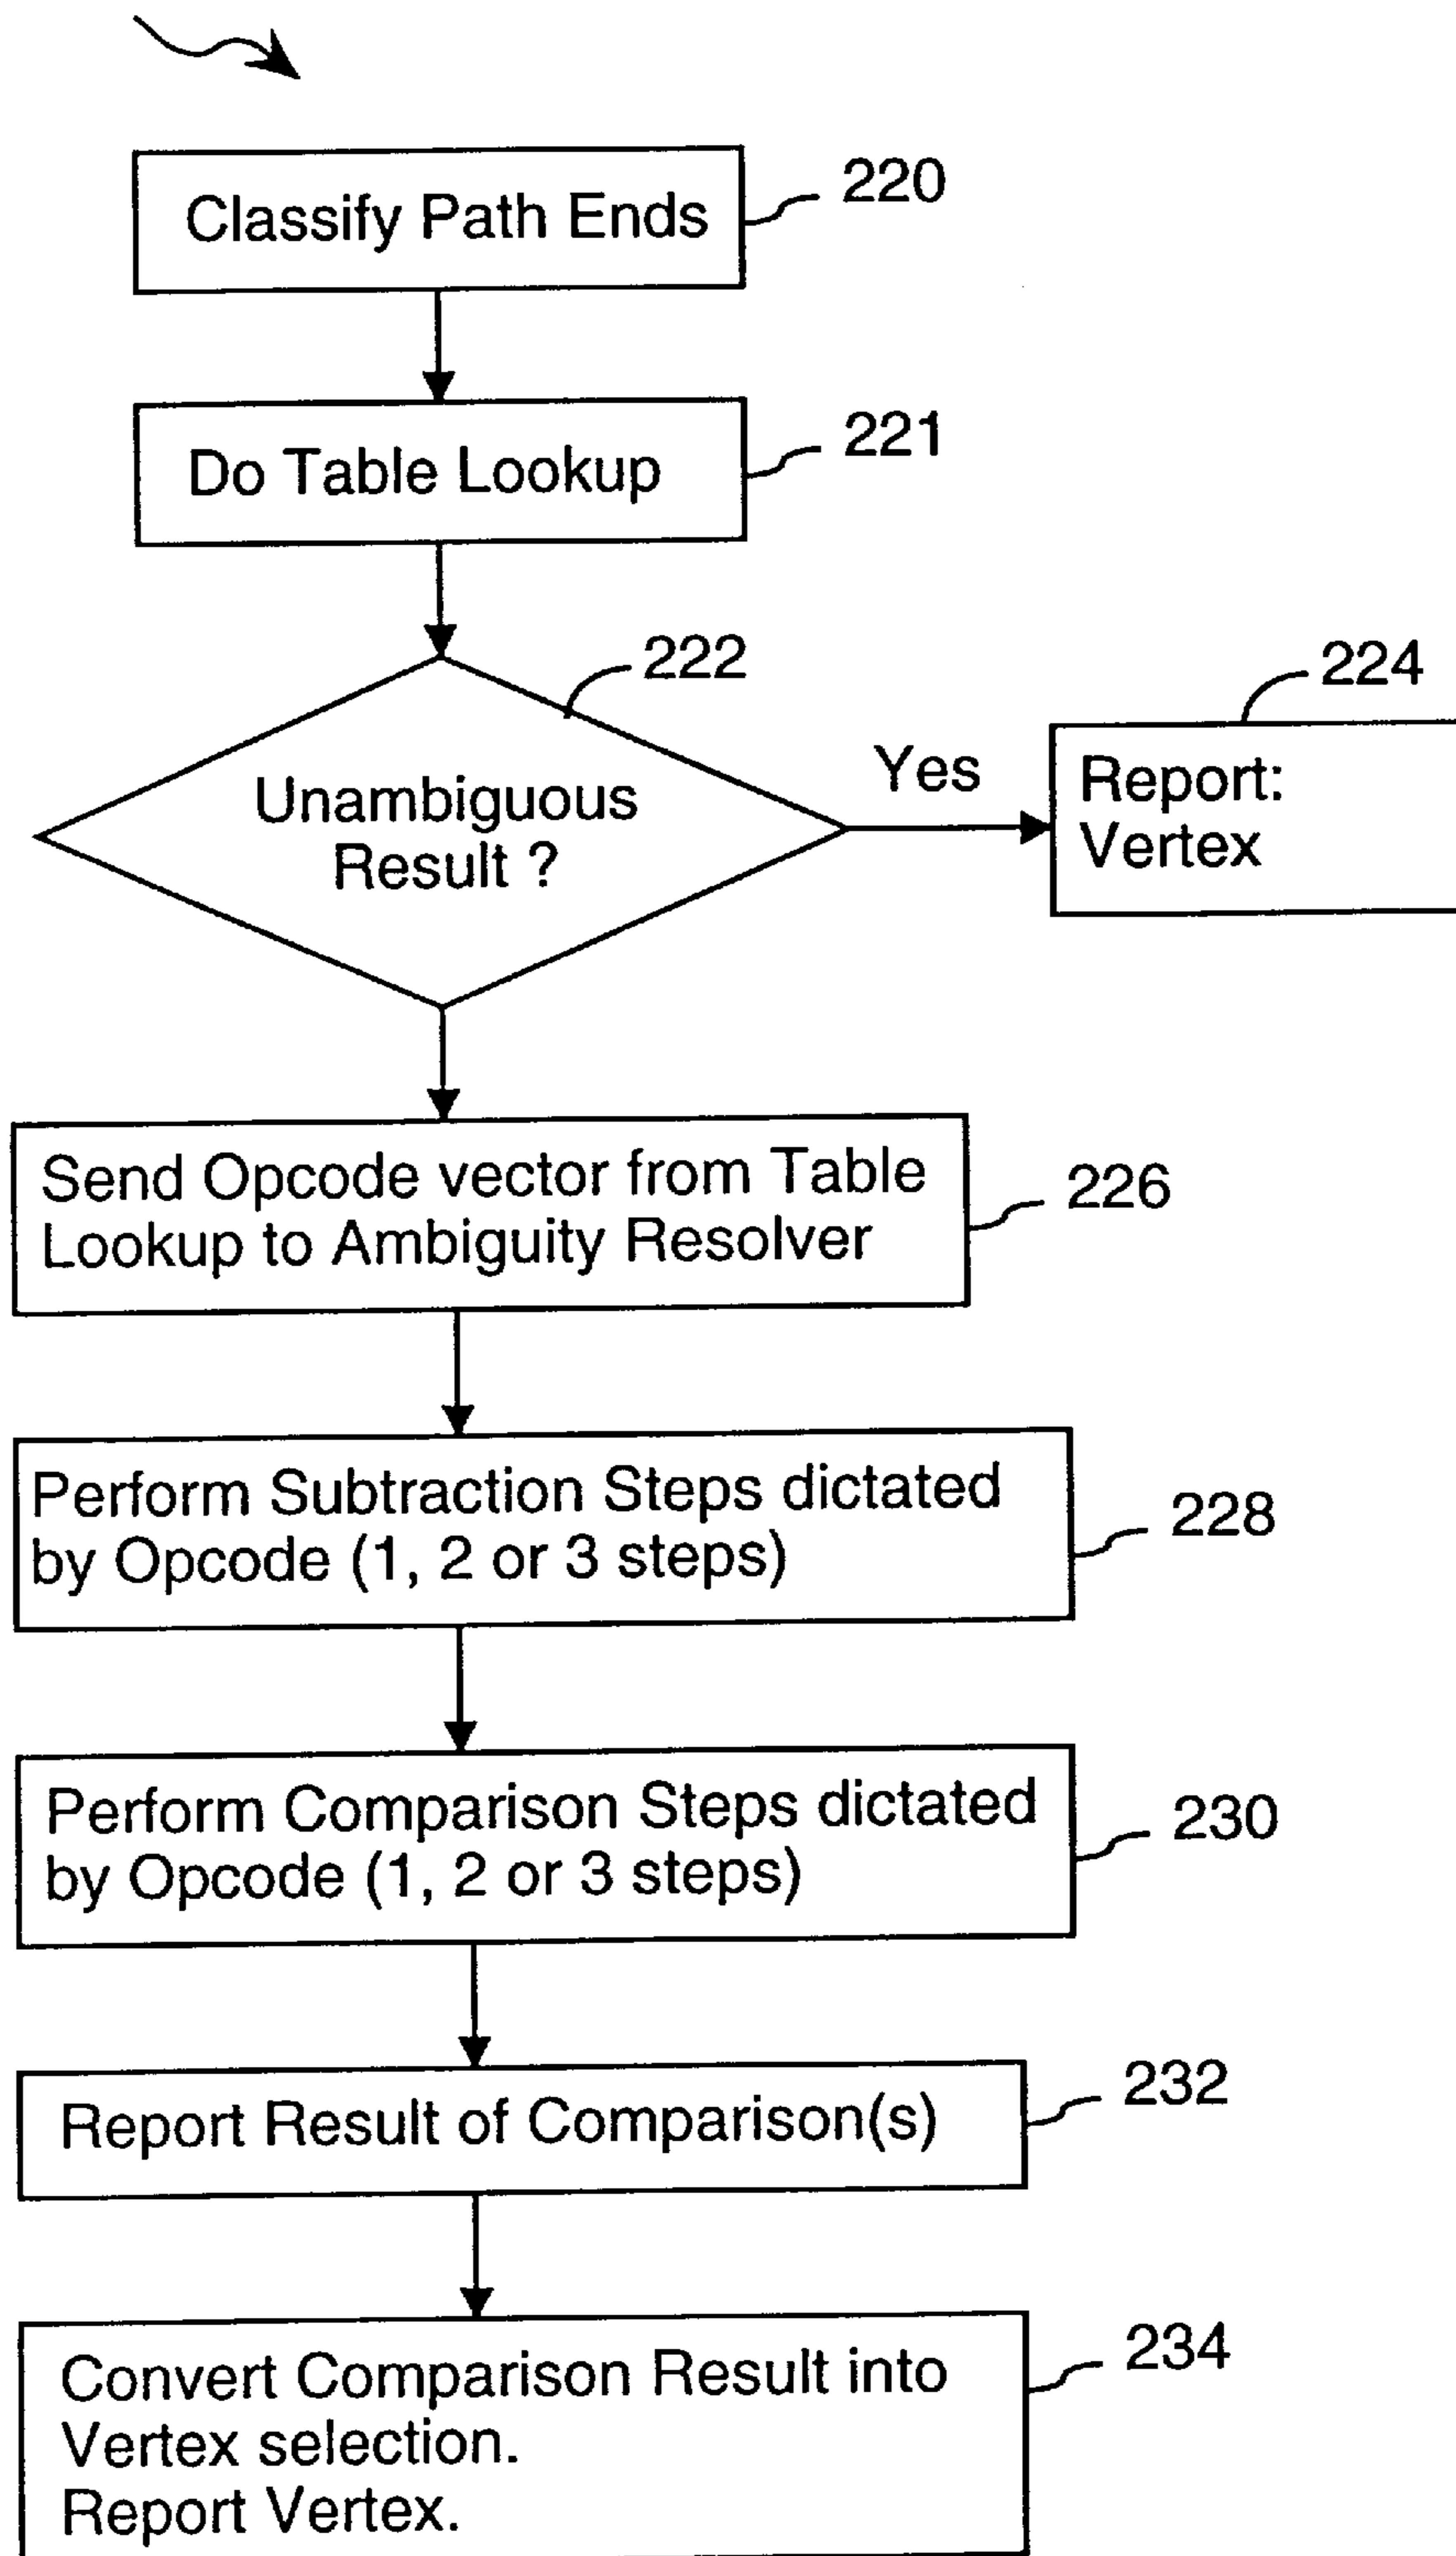 220
Classify Path Ends
221
Do Table Lookup
222
Unambiguous
Result ?
Yes
224
Report:
Vertex
Send Opcode vector from Table
Lookup to Ambiguity Resolver
226
Perform Subtraction Steps dictated
by Opcode (1, 2 or 3 steps)
228
Perform Comparison Steps dictated
by Opcode (1, 2 or 3 steps)
230
Report Result of Comparison(s)
232
Convert Comparison Result into
Vertex selection.
Report Vertex.
234